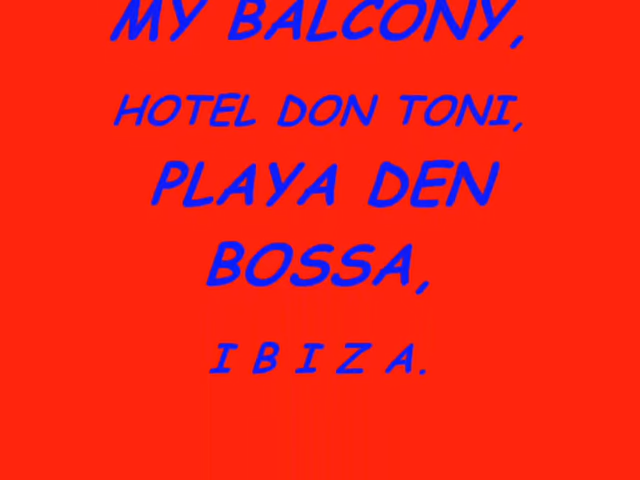 MY BALCONY,
HOTEL DON TONI,
PLAYA DEN
BOSSA,
I B I Z A.